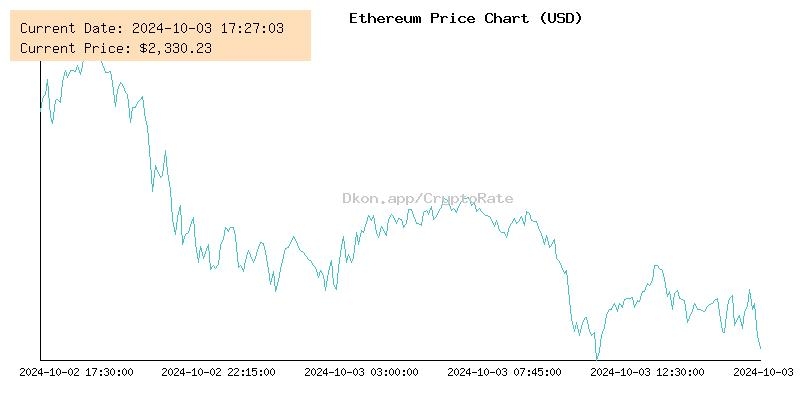 Ethereum Price Chart (USD)
Current Date: 2024-10-03 17:27:03
Current Price: $2,330.23
Dkon.app/CryptoRate
2024-10-02 17:30:00
2024-10-02 22:15:00
2024-10-03 03:00:00
2024-10-03 07:45:00
2024-10-03 12:30:00
2024-10-03